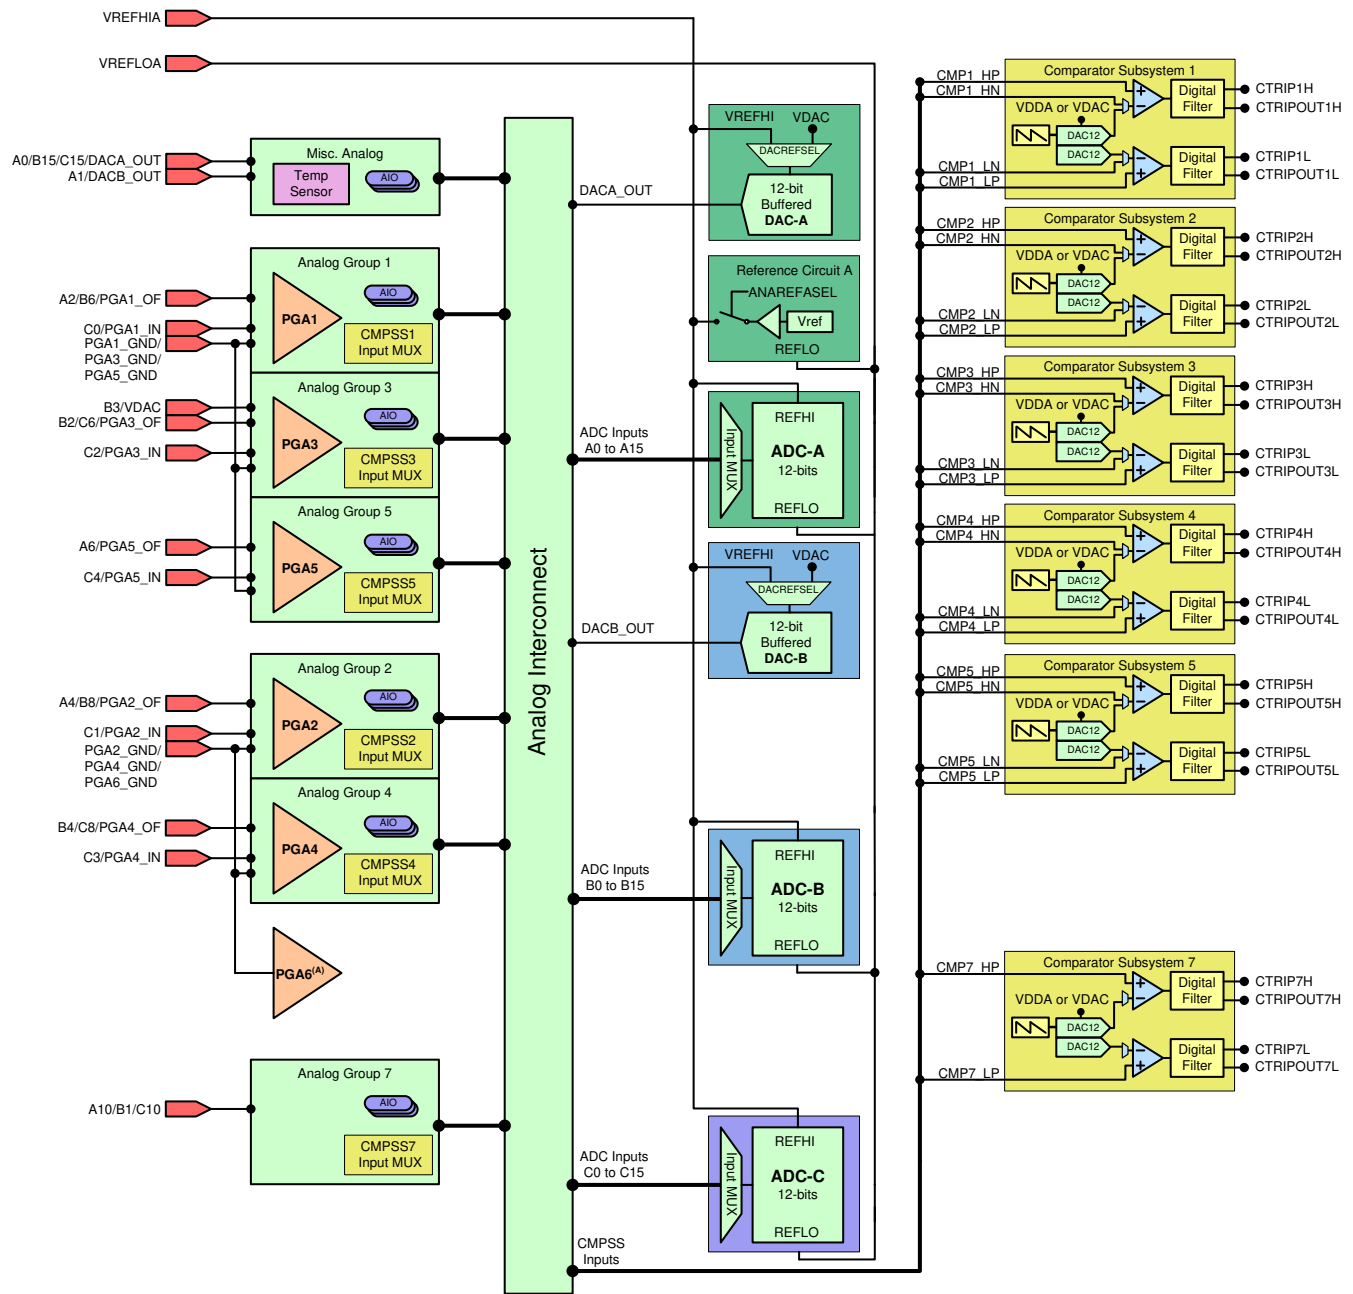 VREFHIA
VREFLOA
A0/B15/C15/DACA_OUT
A1/DACB_OUT
Misc. Analog
Temp
Sensor
AIO
Analog Group 1
A2/B6/PGA1_OF
C0/PGA1_IN
PGA1_GND/
PGA3_GND/
PGA5_GND
PGA1
AIO
CMPSS1
Input MUX
Analog Group 3
B3/VDAC
B2/C6/PGA3_OF
C2/PGA3_IN
PGA3
AIO
CMPSS3
Input MUX
Analog Group 5
A6/PGA5_OF
C4/PGA5_IN
PGA5
AIO
CMPSS5
Input MUX
Analog Group 2
A4/B8/PGA2_OF
C1/PGA2_IN
PGA2_GND/
PGA4_GND/
PGA6_GND
PGA2
AIO
CMPSS2
Input MUX
Analog Group 4
B4/C8/PGA4_OF
C3/PGA4_IN
PGA4
AIO
CMPSS4
Input MUX
PGA6(A)
Analog Group 7
A10/B1/C10
AIO
CMPSS7
Input MUX
Analog Interconnect
DACA_OUT
VREFHI VDAC
DACREFSEL
12-bit
Buffered
DAC-A
Reference Circuit A
ANAREFASEL
Vref
REFLO
ADC Inputs
A0 to A15
Input MUX
REFHI
ADC-A
12-bits
REFLO
DACB_OUT
VREFHI VDAC
DACREFSEL
12-bit
Buffered
DAC-B
ADC Inputs
B0 to B15
Input MUX
REFHI
ADC-B
12-bits
REFLO
ADC Inputs
C0 to C15
Input MUX
REFHI
ADC-C
12-bits
REFLO
CMPSS
Inputs
Comparator Subsystem 1
CMP1_HP
CMP1_HN
VDDA or VDAC
DAC12
DAC12
CMP1_LN
CMP1_LP
Digital
Filter
Digital
Filter
CTRIP1H
CTRIPOUT1H
CTRIP1L
CTRIPOUT1L
Comparator Subsystem 2
CMP2_HP
CMP2_HN
VDDA or VDAC
DAC12
DAC12
CMP2_LN
CMP2_LP
Digital
Filter
Digital
Filter
CTRIP2H
CTRIPOUT2H
CTRIP2L
CTRIPOUT2L
Comparator Subsystem 3
CMP3_HP
CMP3_HN
VDDA or VDAC
DAC12
DAC12
CMP3_LN
CMP3_LP
Digital
Filter
Digital
Filter
CTRIP3H
CTRIPOUT3H
CTRIP3L
CTRIPOUT3L
Comparator Subsystem 4
CMP4_HP
CMP4_HN
VDDA or VDAC
DAC12
DAC12
CMP4_LN
CMP4_LP
Digital
Filter
Digital
Filter
CTRIP4H
CTRIPOUT4H
CTRIP4L
CTRIPOUT4L
Comparator Subsystem 5
CMP5_HP
CMP5_HN
VDDA or VDAC
DAC12
DAC12
CMP5_LN
CMP5_LP
Digital
Filter
Digital
Filter
CTRIP5H
CTRIPOUT5H
CTRIP5L
CTRIPOUT5L
Comparator Subsystem 7
CMP7_HP
VDDA or VDAC
DAC12
DAC12
CMP7_LP
Digital
Filter
Digital
Filter
CTRIP7H
CTRIPOUT7H
CTRIP7L
CTRIPOUT7L